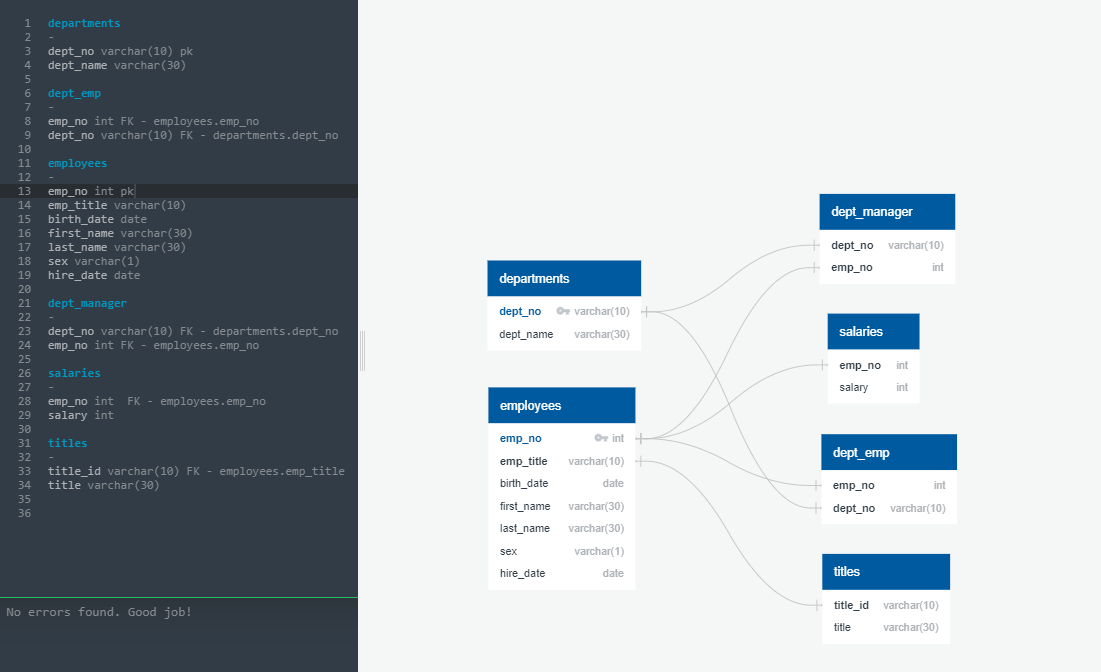 1 departments
2 -
3 dept_no varchar(10) pk
4 dept_name varchar(30)
5
6 dept_emp
7 -
8 emp_no int FK - employees.emp_no
9 dept_no varchar(10) FK - departments.dept_no
10
11 employees
12 -
13 emp_no int pk
14 emp_title varchar(10)
15 birth_date date
16 first_name varchar(30)
17 last_name varchar(30)
18 sex varchar(1)
19 hire_date date
20
21 dept_manager
22 -
23 dept_no varchar(10) FK - departments.dept_no
24 emp_no int FK - employees.emp_no
25
26 salaries
27 -
28 emp_no int  FK - employees.emp_no
29 salary int
30
31 titles
32 -
33 title_id varchar(10) FK - employees.emp_title
34 title varchar(30)
35
36
No errors found. Good job!
departments
dept_no varchar(10)
dept_name varchar(30)
employees
emp_no int
emp_title varchar(10)
birth_date date
first_name varchar(30)
last_name varchar(30)
sex varchar(1)
hire_date date
dept_manager
dept_no varchar(10)
emp_no int
salaries
emp_no int
salary int
dept_emp
emp_no int
dept_no varchar(10)
titles
title_id varchar(10)
title varchar(30)